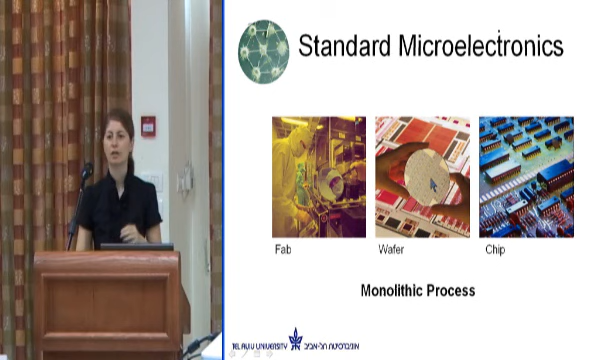 Standard Microelectronics
Fab
Wafer
Chip
Monolithic Process
TEL AVIV UNIVERSITY אוניברסיטת תל-אביב